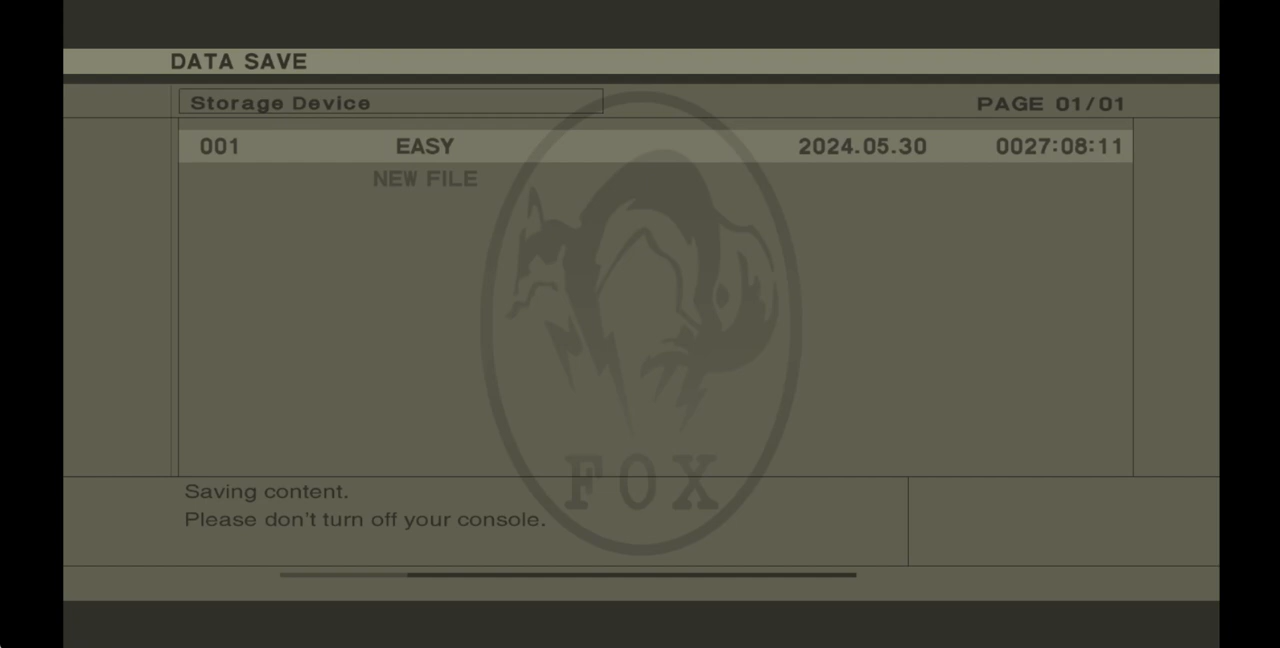 DATA SAVE
Storage Device PAGE 01/01
001 EASY 2024.05.30 0027:08:11
NEW FILE
FOX
Saving content.
Please don't turn off your console.